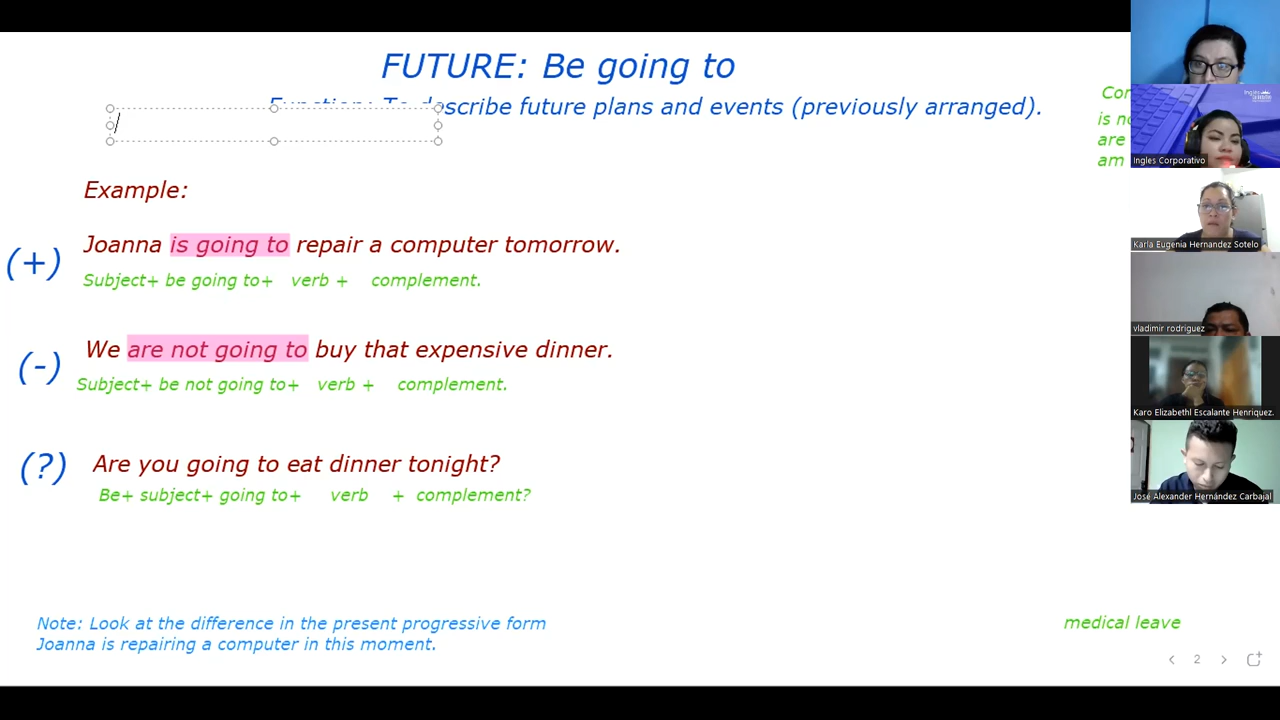 FUTURE: Be going to
Function: To describe future plans and events (previously arranged).
Example:
(+)
Joanna is going to repair a computer tomorrow.
Subject+ be going to+ verb + complement.
(-)
We are not going to buy that expensive dinner.
Subject+ be not going to+ verb + complement.
(?)
Are you going to eat dinner tonight?
Be+ subject+ going to+ verb + complement?
Note: Look at the difference in the present progressive form
Joanna is repairing a computer in this moment.
medical leave
2
is
are
am
Ingles Corporativo
Karla Eugenia Hernandez Sotelo
vladimir rodriguez
Karo Elizabethl Escalante Henriquez.
José Alexander Hernández Carbajal